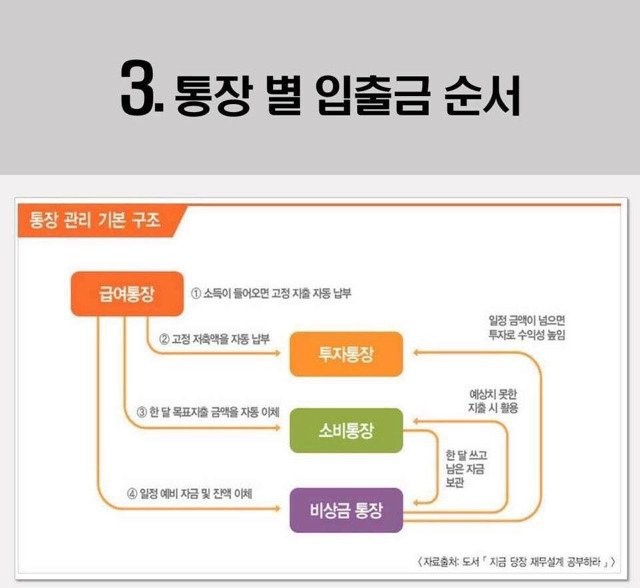 3. 통장 별 입출금 순서
통장 관리 기본 구조
급여통장
① 소득이 들어오면 고정 지출 자동 납부
② 고정 저축액을 자동 납부
투자통장
일정 금액이 넘으면
투자로 수익성 높임
③ 한 달 목표지출 금액을 자동 이체
소비통장
예상치 못한
지출 시 활용
한 달 쓰고
남은 자금
보관
④ 일정 예비 자금 및 잔액 이체
비상금 통장
〈자료출처: 도서「 지금 당장 재무설계 공부하라 」〉